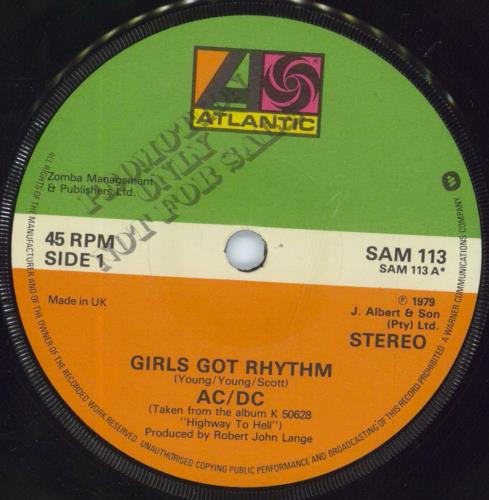 ATLANTIC
PROMOTION
ONLY
NOT FOR SALE
Zomba Management
& Publishers Ltd.
45 RPM
SIDE 1
SAM 113
SAM 113 A*
Made in UK
℗ 1979
J. Albert & Son
(Pty) Ltd.
STEREO
GIRLS GOT RHYTHM
(Young/Young/Scott)
AC/DC
(Taken from the album K 50628
"Highway To Hell")
Produced by Robert John Lange
ALL RIGHTS OF THE MANUFACTURER AND OF THE OWNER OF THE RECORDED WORK RESERVED. UNAUTHORISED COPYING PUBLIC PERFORMANCE AND BROADCASTING OF THIS RECORD PROHIBITED. A WARNER COMMUNICATIONS COMPANY